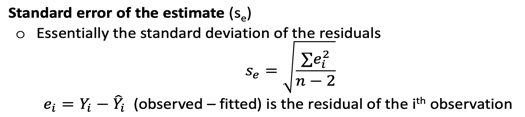 Standard error of the estimate (sₑ)
o Essentially the standard deviation of the residuals
sₑ = √(Σeᵢ² / (n − 2))
eᵢ = Yᵢ − Ŷᵢ (observed – fitted) is the residual of the iᵗʰ observation